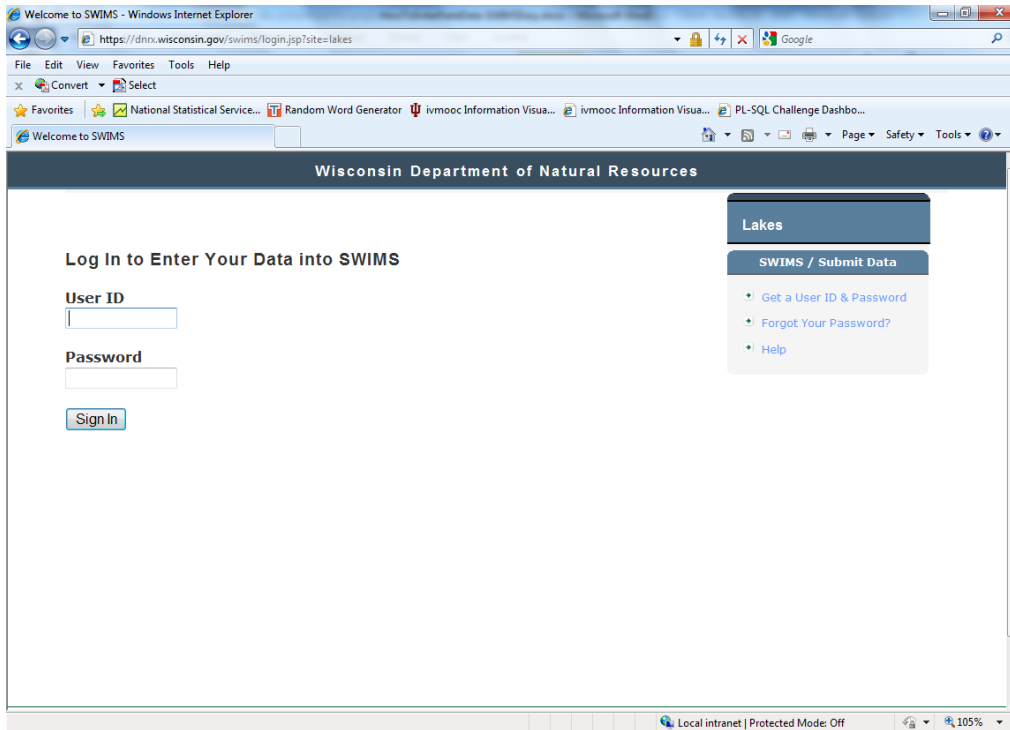 Welcome to SWIMS - Windows Internet Explorer
https://dnrx.wisconsin.gov/swims/login.jsp?site=lakes
Google
File Edit View Favorites Tools Help
x Convert Select
Favorites National Statistical Service... Random Word Generator ivmooc Information Visua... ivmooc Information Visua... PL-SQL Challenge Dashbo...
Welcome to SWIMS
Page Safety Tools
Wisconsin Department of Natural Resources
Log In to Enter Your Data into SWIMS
User ID
Password
Sign In
Lakes
SWIMS / Submit Data
Get a User ID & Password
Forgot Your Password?
Help
Local intranet | Protected Mode: Off
105%